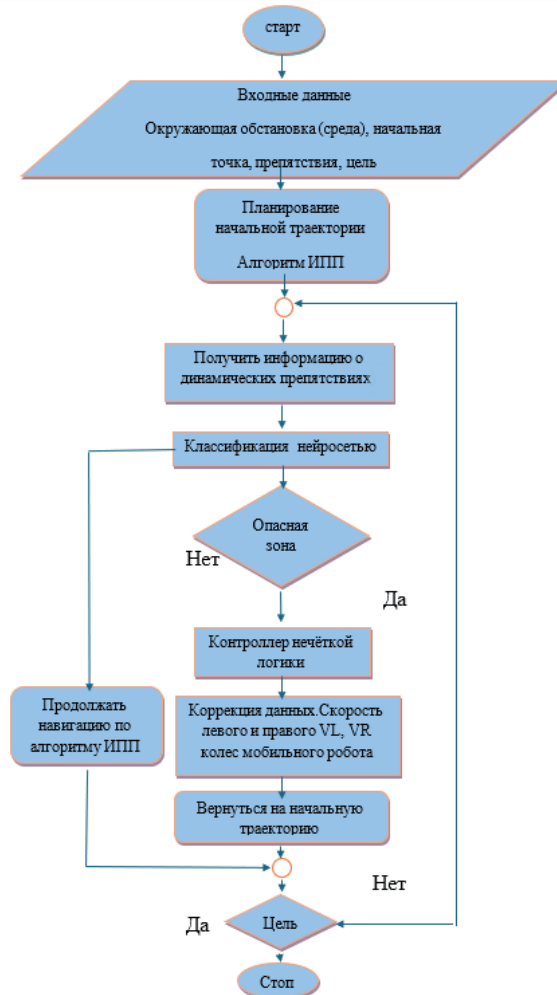 старт
Входные данные
Окружающая обстановка (среда), начальная
точка, препятствия, цель
Планирование
начальной траектории
Алгоритм ИПП
Получить информацию о
динамических препятствиях
Классификация нейросетью
Опасная
зона
Нет
Да
Контроллер нечёткой
логики
Продолжать
навигацию по
алгоритму ИПП
Коррекция данных.Скорость
левого и правого VL, VR
колес мобильного робота
Вернуться на начальную
траекторию
Нет
Да
Цель
Стоп